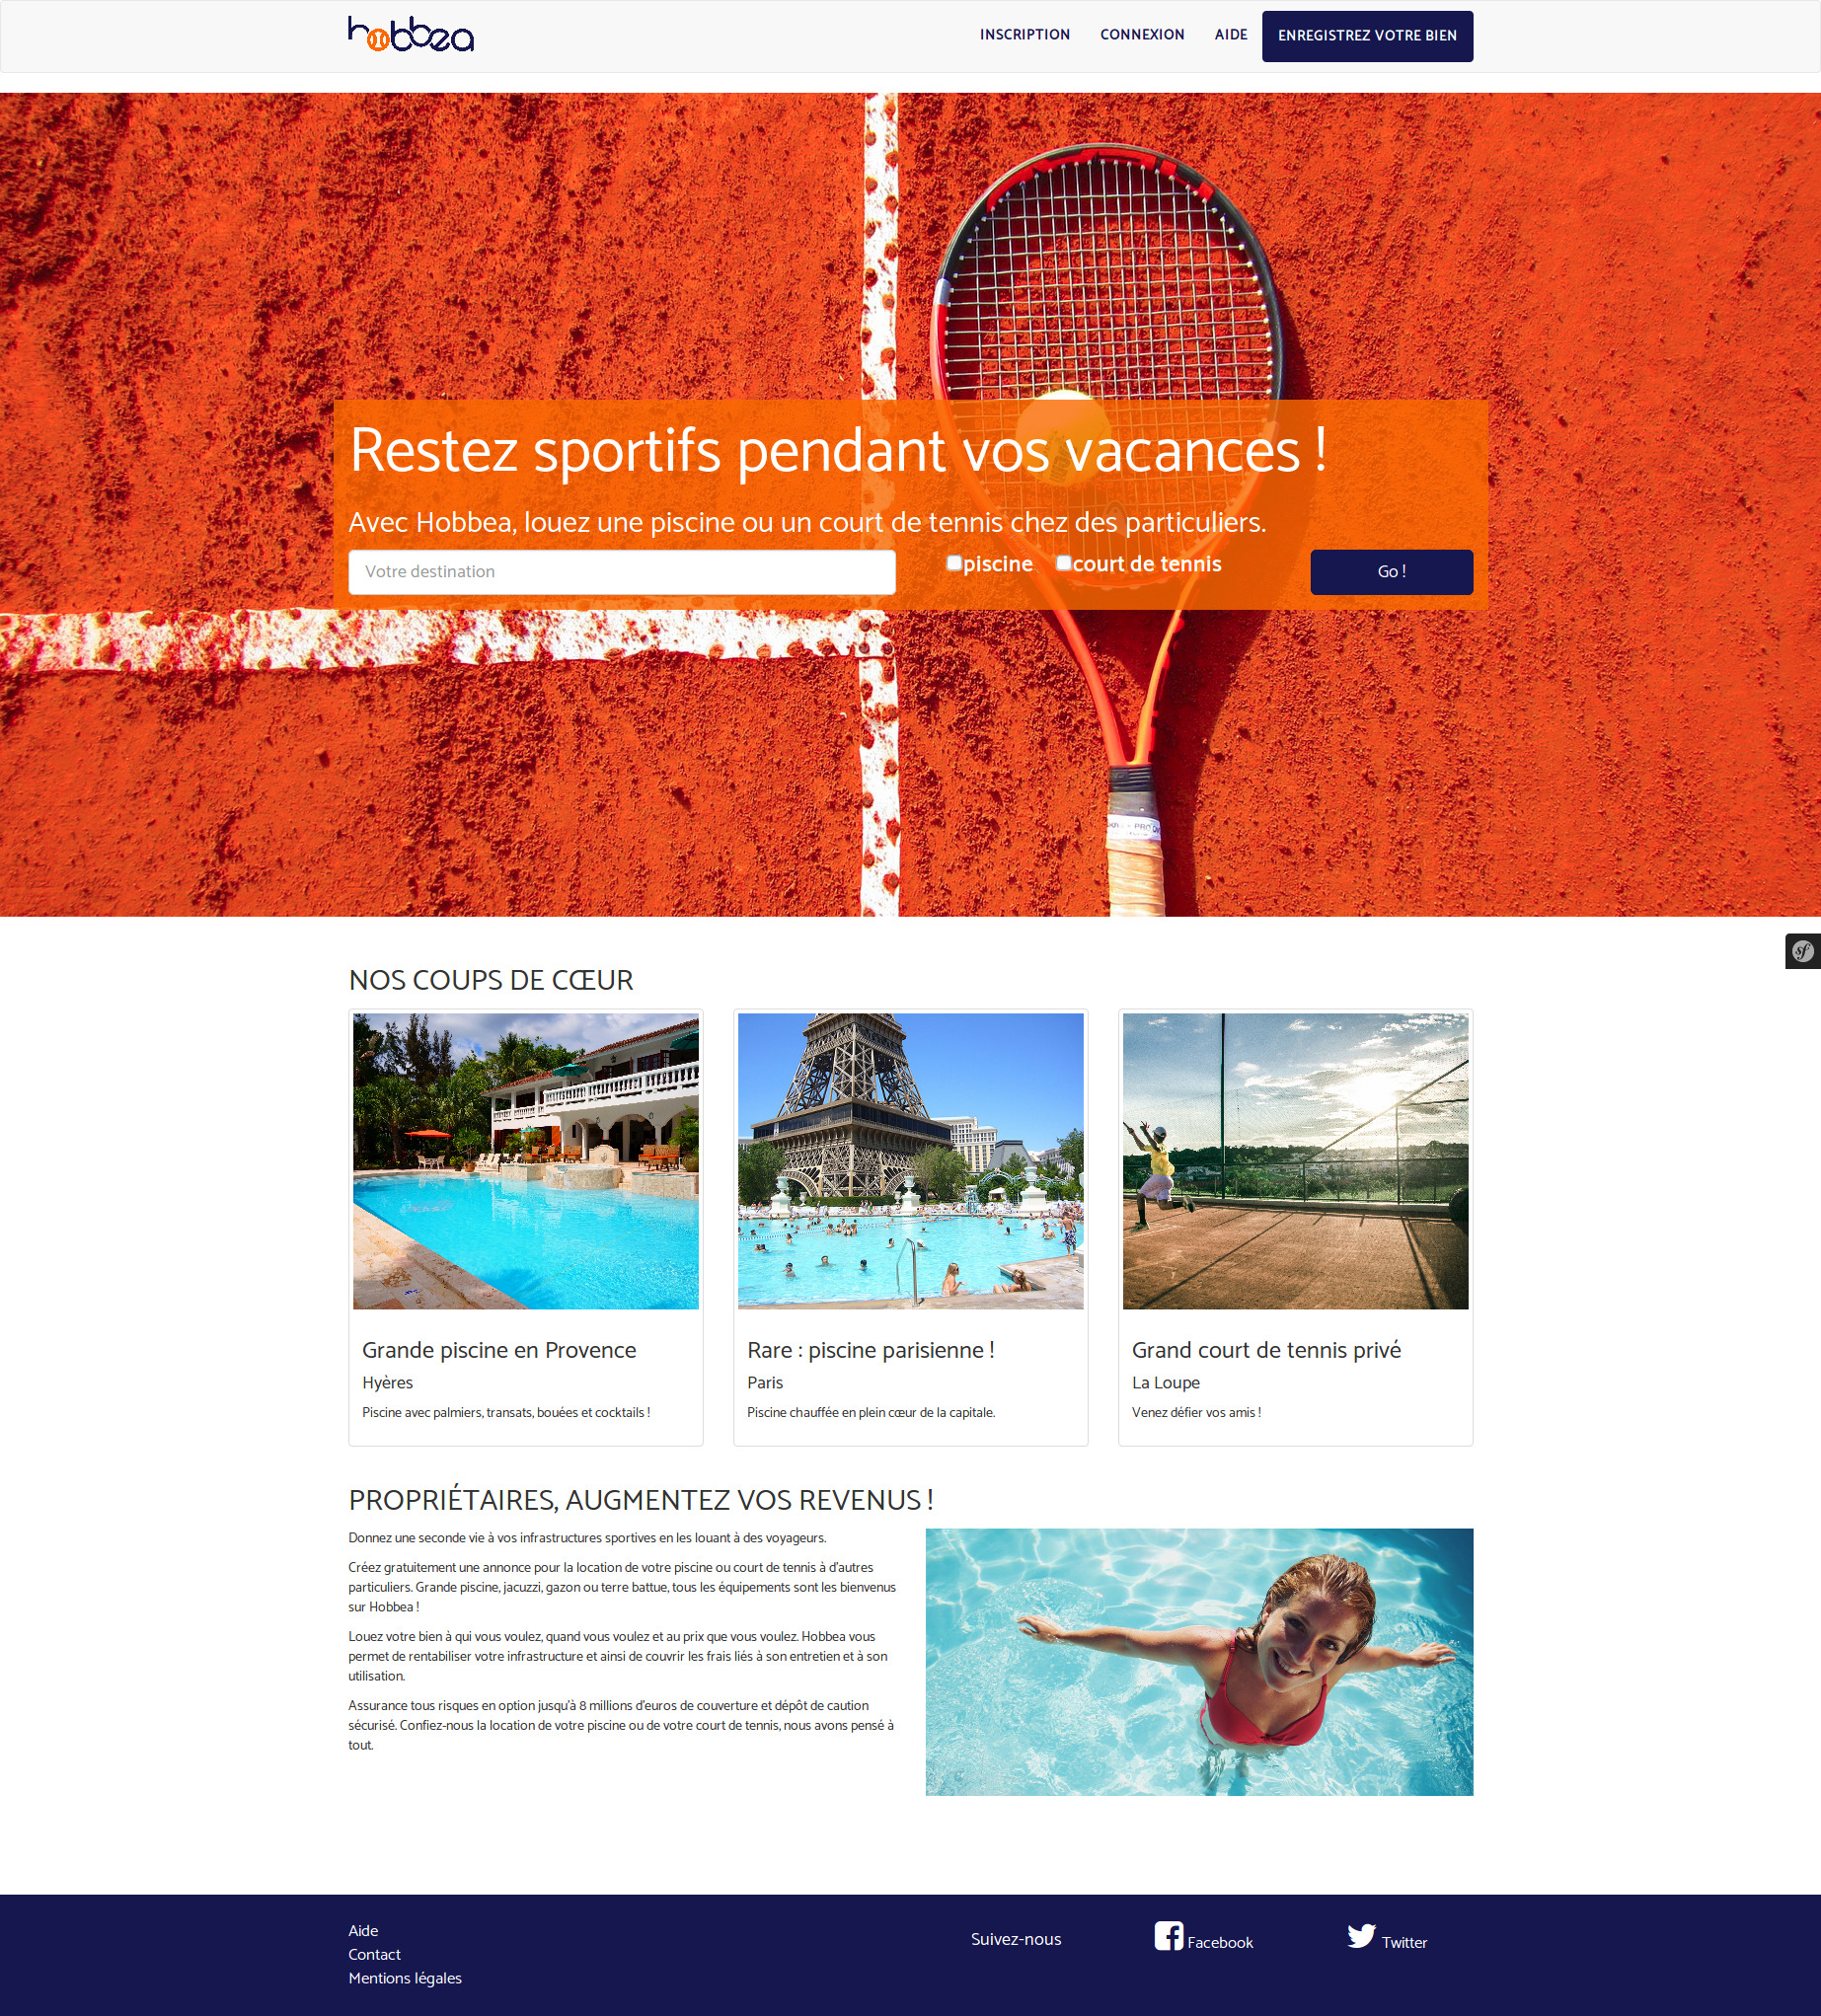 hobbea
INSCRIPTION CONNEXION AIDE ENREGISTREZ VOTRE BIEN
Restez sportifs pendant vos vacances !
Avec Hobbea, louez une piscine ou un court de tennis chez des particuliers.
Votre destination piscine court de tennis Go !
sf
NOS COUPS DE CŒUR
Grande piscine en Provence
Hyères
Piscine avec palmiers, transats, bouées et cocktails !
Rare : piscine parisienne !
Paris
Piscine chauffée en plein cœur de la capitale.
Grand court de tennis privé
La Loupe
Venez défier vos amis !
PROPRIÉTAIRES, AUGMENTEZ VOS REVENUS !
Donnez une seconde vie à vos infrastructures sportives en les louant à des voyageurs.
Créez gratuitement une annonce pour la location de votre piscine ou court de tennis à d'autres
particuliers. Grande piscine, jacuzzi, gazon ou terre battue, tous les équipements sont les bienvenus
sur Hobbea !
Louez votre bien à qui vous voulez, quand vous voulez et au prix que vous voulez. Hobbea vous
permet de rentabiliser votre infrastructure et ainsi de couvrir les frais liés à son entretien et à son
utilisation.
Assurance tous risques en option jusqu'à 8 millions d'euros de couverture et dépôt de caution
sécurisé. Confiez-nous la location de votre piscine ou de votre court de tennis, nous avons pensé à
tout.
Aide
Contact
Mentions légales
Suivez-nous Facebook Twitter